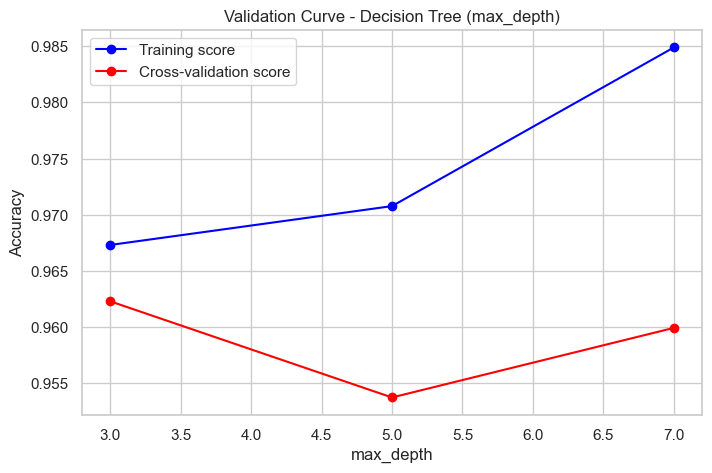 Validation Curve - Decision Tree (max_depth)
Training score
Cross-validation score
Accuracy
0.985
0.980
0.975
0.970
0.965
0.960
0.955
3.0 3.5 4.0 4.5 5.0 5.5 6.0 6.5 7.0
max_depth